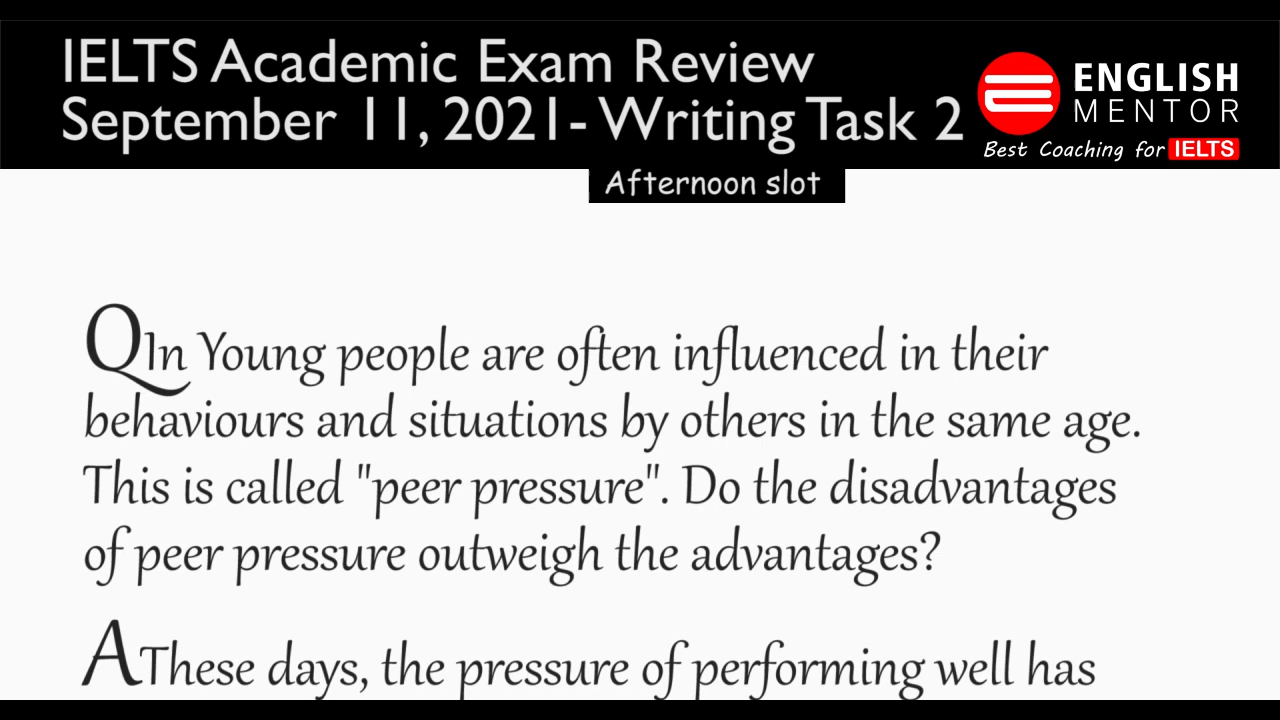 IELTS Academic Exam Review
September 11, 2021- Writing Task 2
ENGLISH
MENTOR
Best Coaching for IELTS
Afternoon slot
QIn Young people are often influenced in their
behaviours and situations by others in the same age.
This is called "peer pressure". Do the disadvantages
of peer pressure outweigh the advantages?
AThese days, the pressure of performing well has